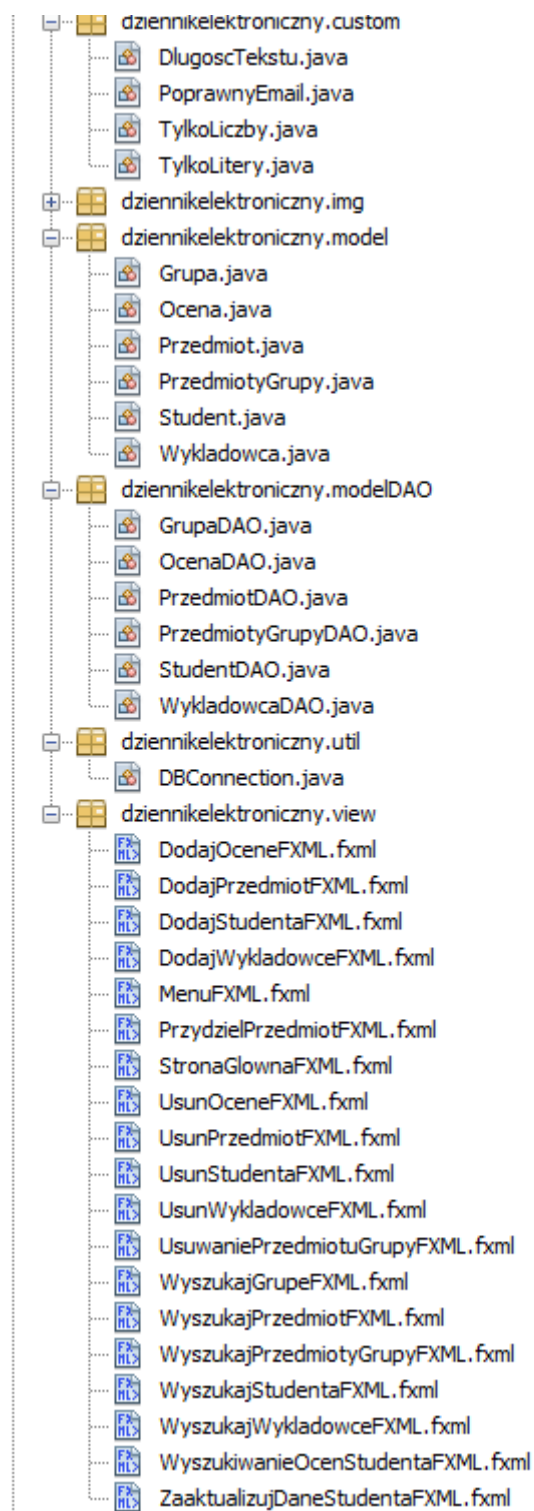 dziennikelektroniczny.custom
DlugoscTekstu.java
PoprawnyEmail.java
TylkoLiczby.java
TylkoLitery.java
dziennikelektroniczny.img
dziennikelektroniczny.model
Grupa.java
Ocena.java
Przedmiot.java
PrzedmiotyGrupy.java
Student.java
Wykladowca.java
dziennikelektroniczny.modelDAO
GrupaDAO.java
OcenaDAO.java
PrzedmiotDAO.java
PrzedmiotyGrupyDAO.java
StudentDAO.java
WykladowcaDAO.java
dziennikelektroniczny.util
DBConnection.java
dziennikelektroniczny.view
DodajOceneFXML.fxml
DodajPrzedmiotFXML.fxml
DodajStudentaFXML.fxml
DodajWykladowceFXML.fxml
MenuFXML.fxml
PrzydzielPrzedmiotFXML.fxml
StronaGlownaFXML.fxml
UsunOceneFXML.fxml
UsunPrzedmiotFXML.fxml
UsunStudentaFXML.fxml
UsunWykladowceFXML.fxml
UsuwaniePrzedmiotuGrupyFXML.fxml
WyszukajGrupeFXML.fxml
WyszukajPrzedmiotFXML.fxml
WyszukajPrzedmiotyGrupyFXML.fxml
WyszukajStudentaFXML.fxml
WyszukajWykladowceFXML.fxml
WyszukiwanieOcenStudentaFXML.fxml
ZaaktualizujDaneStudentaFXML.fxml